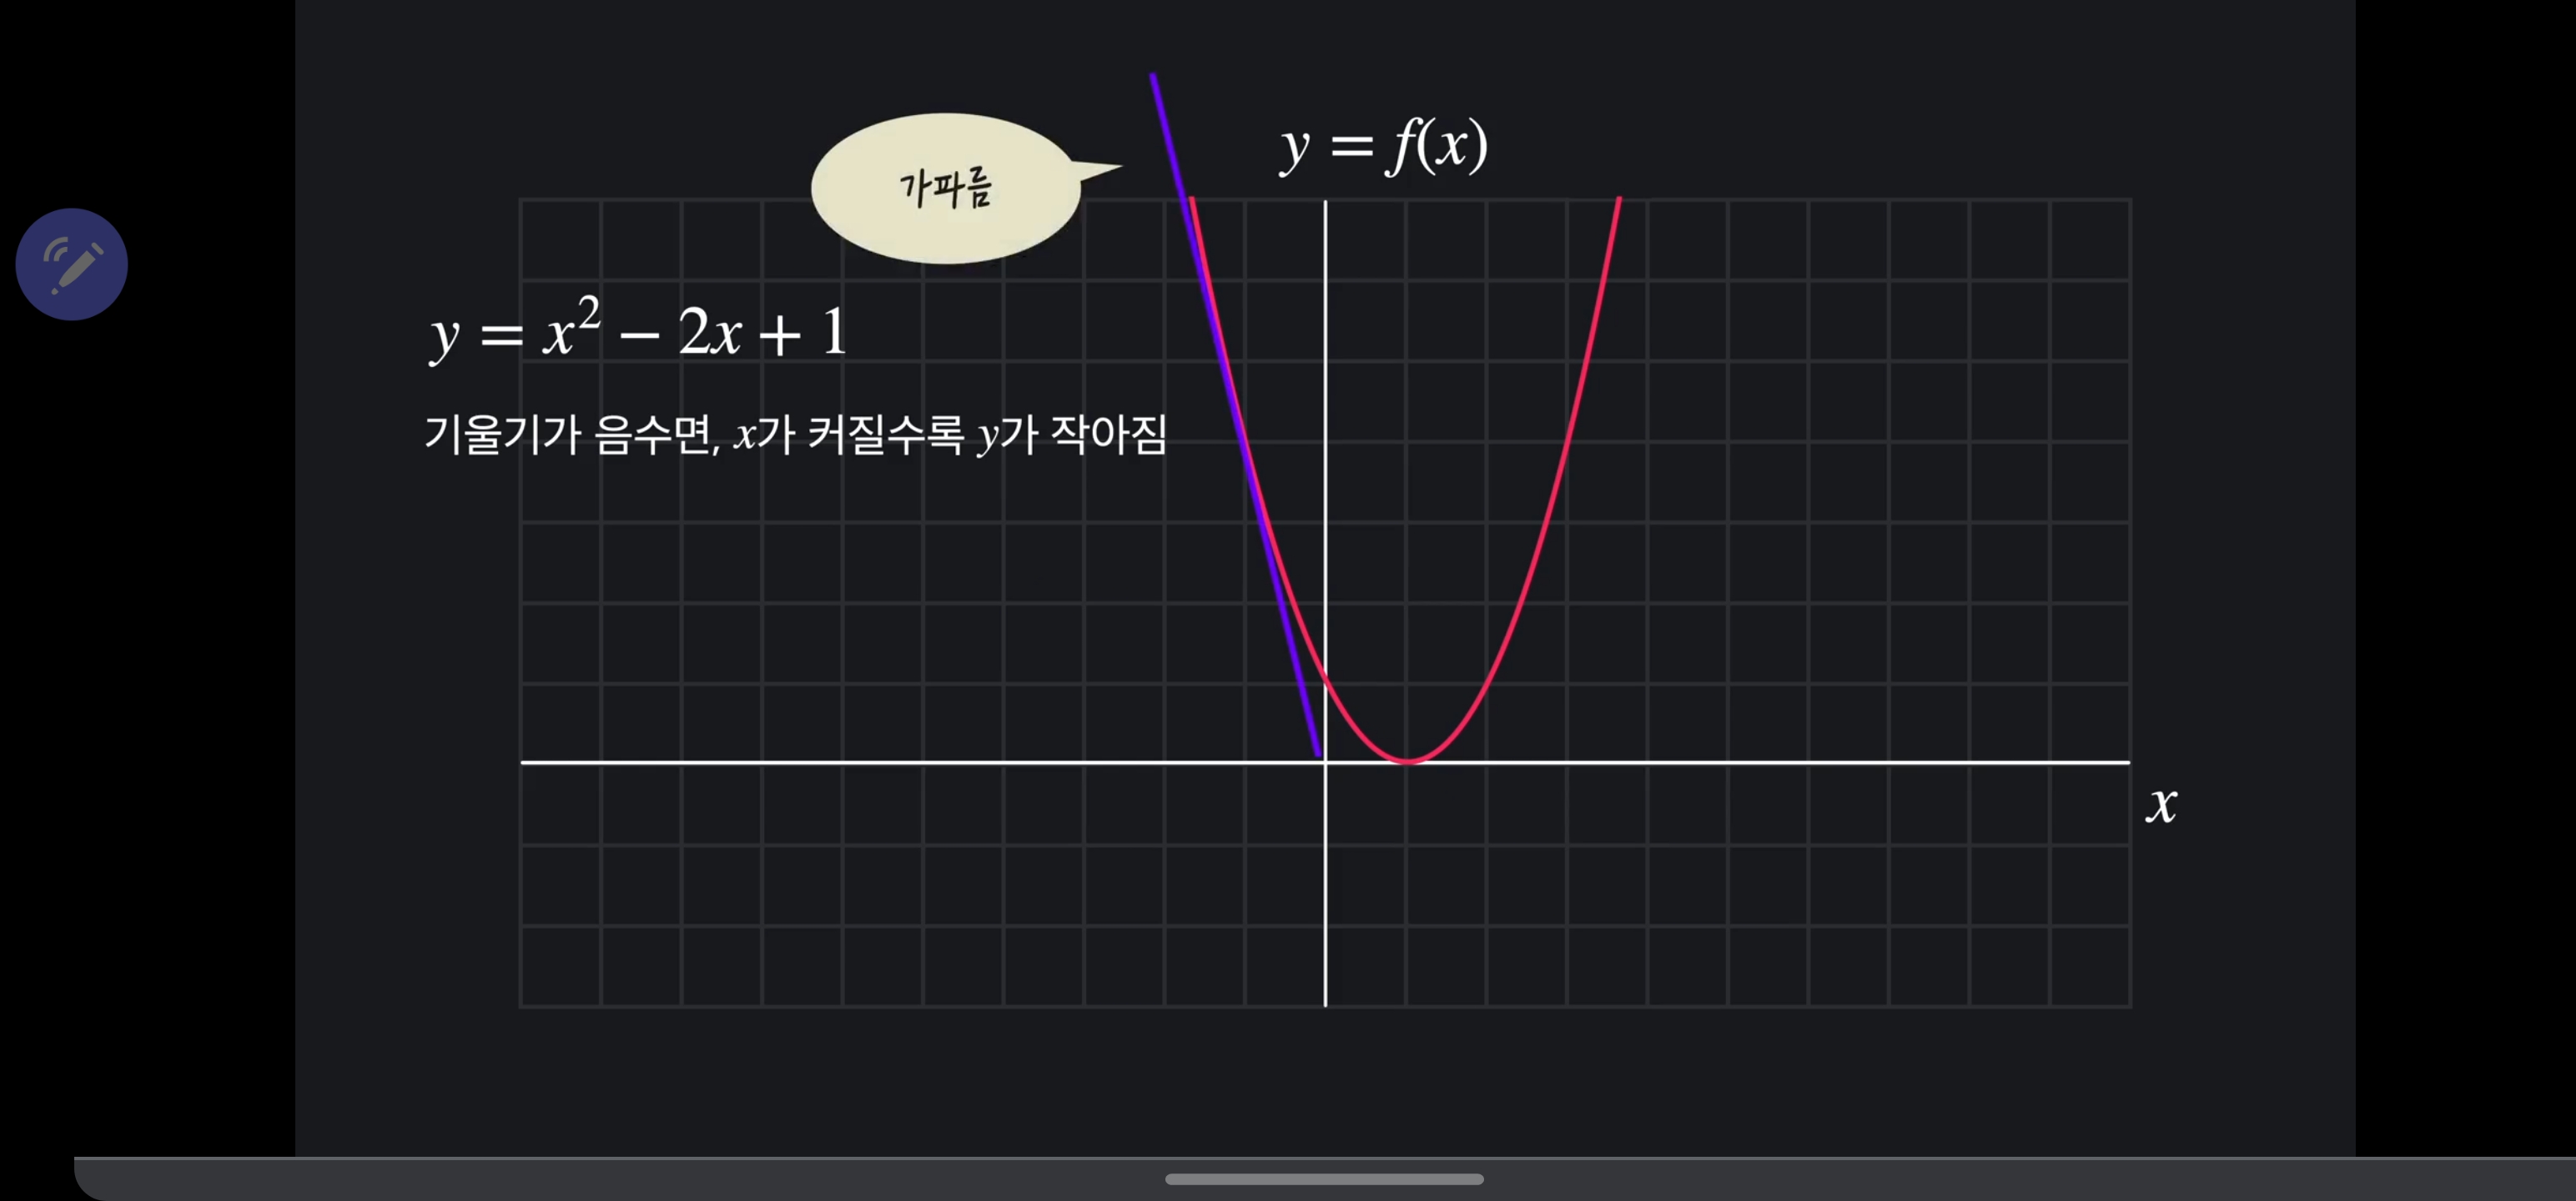 y = f(x)
가파름
y = x² − 2x + 1
기울기가 음수면, x가 커질수록 y가 작아짐
x